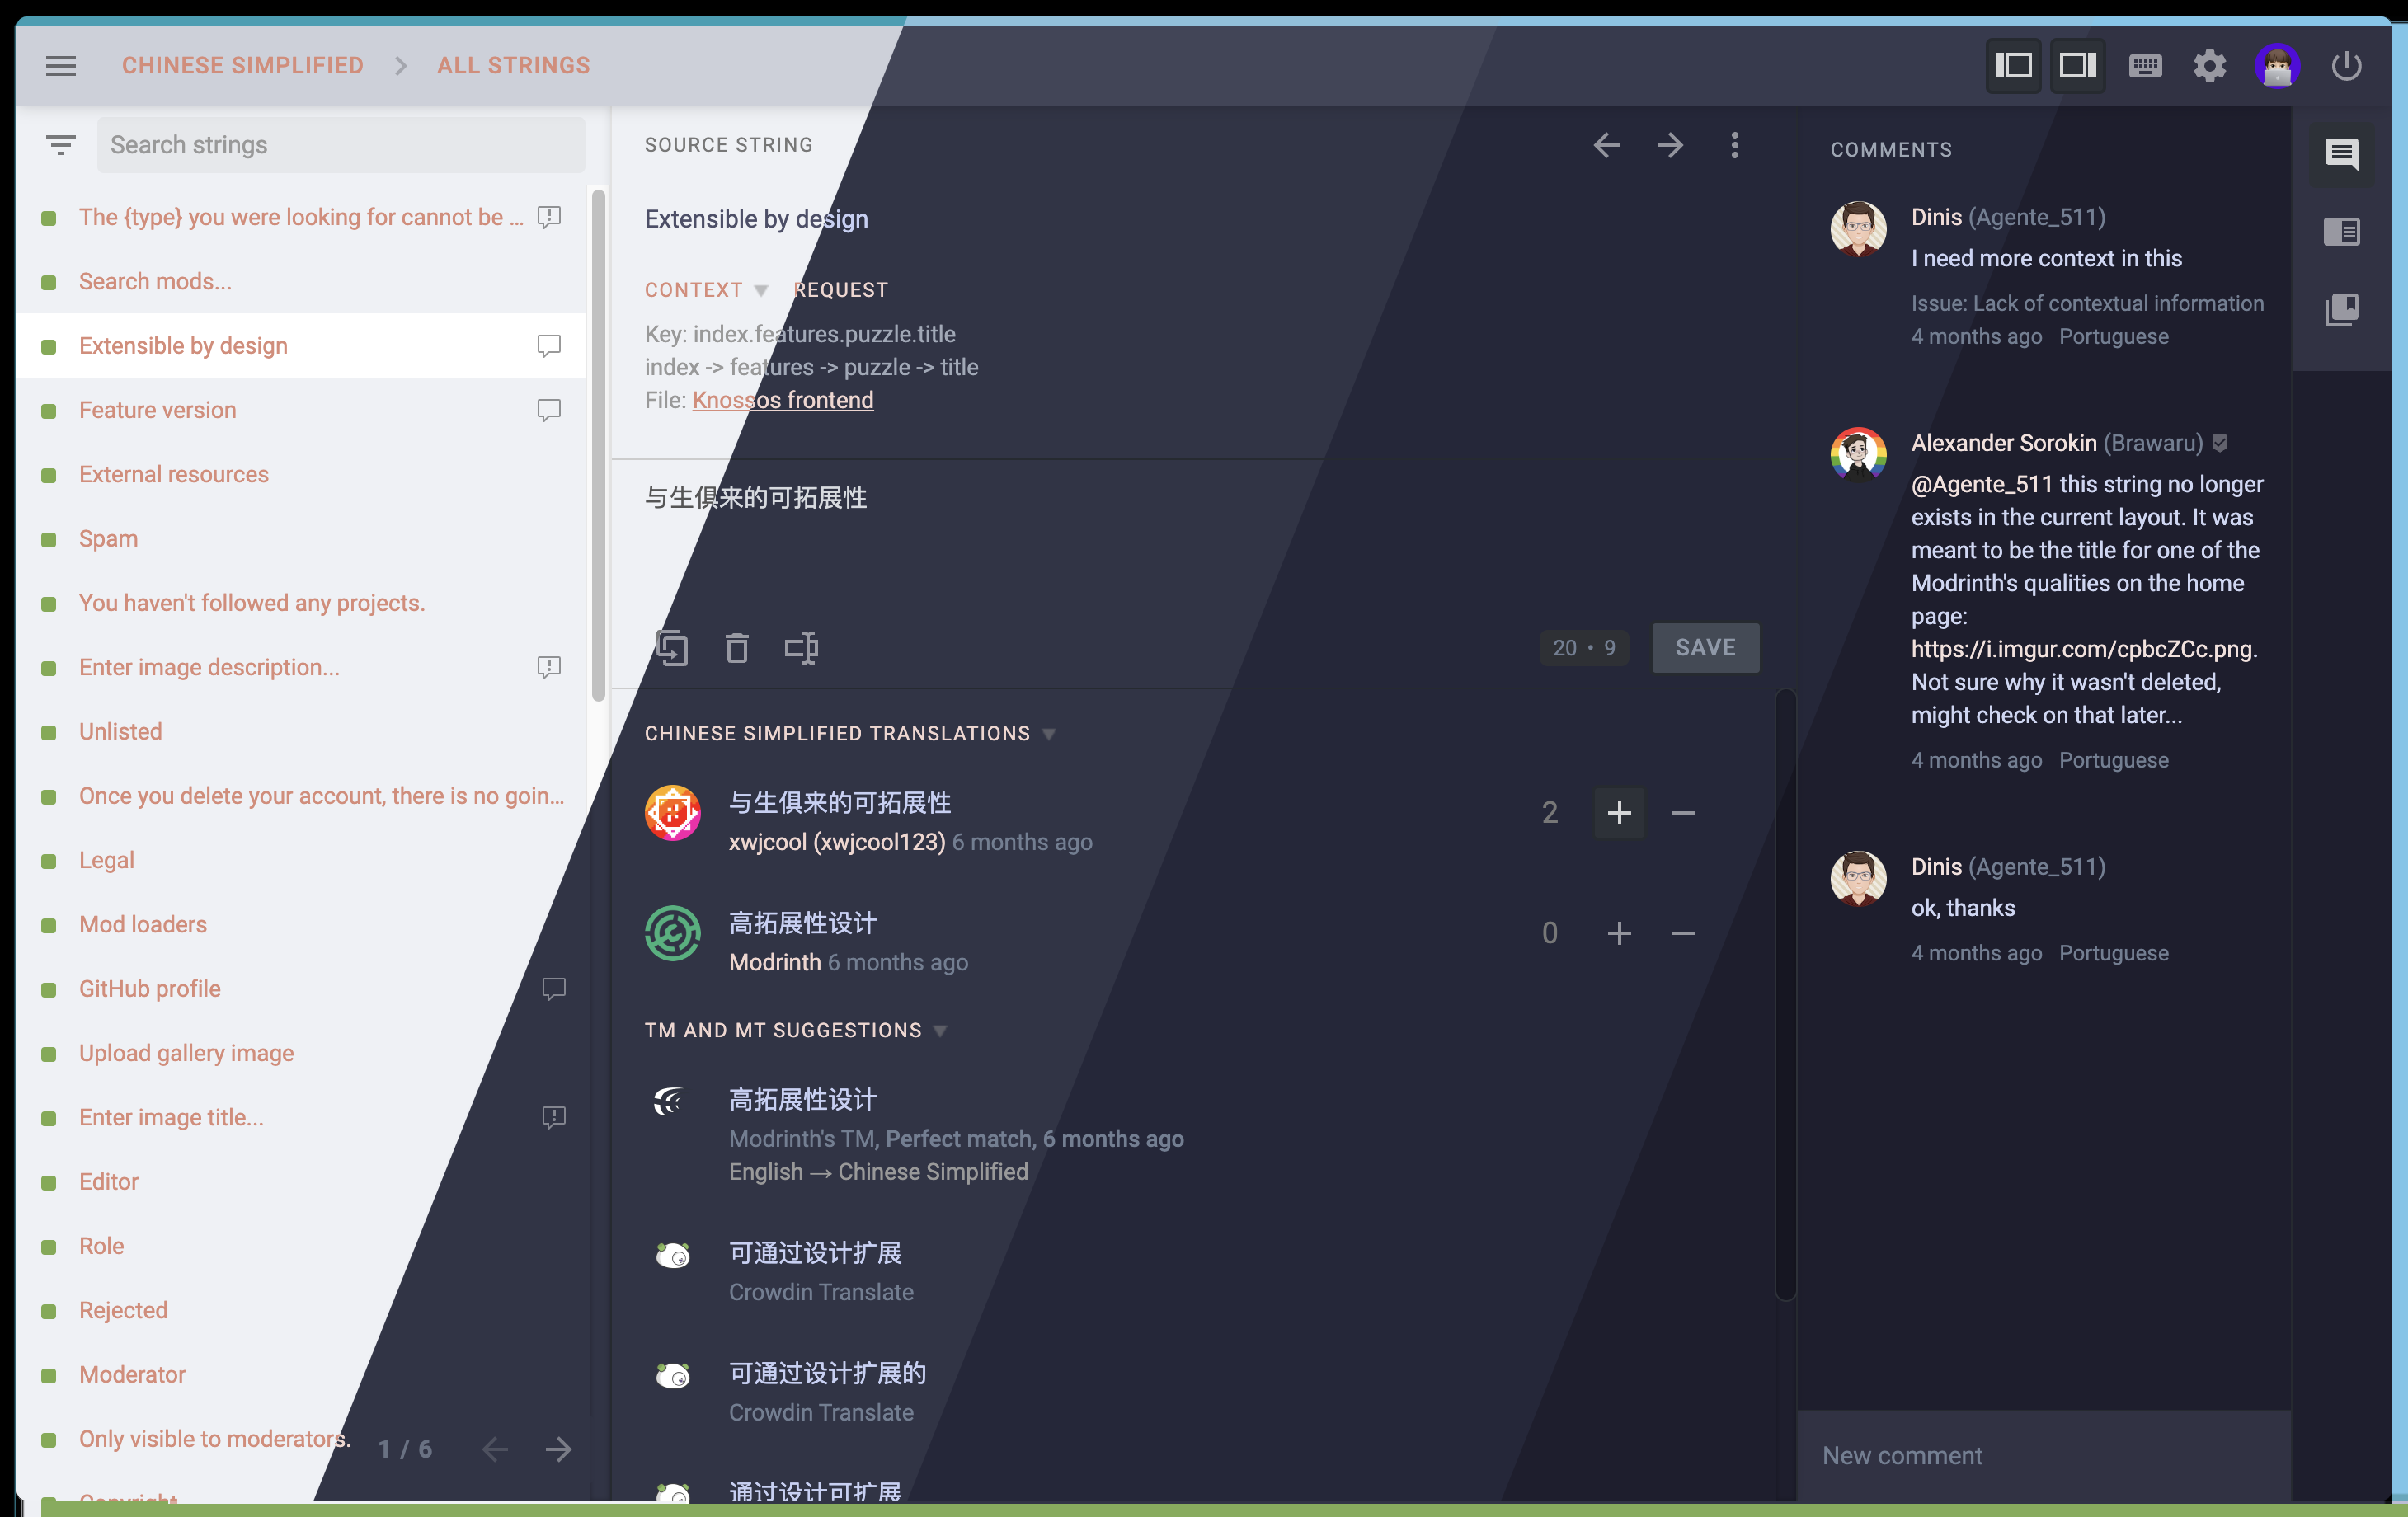 CHINESE SIMPLIFIED > ALL STRINGS
Search strings
The {type} you were looking for cannot be ...
Search mods...
Extensible by design
Feature version
External resources
Spam
You haven't followed any projects.
Enter image description...
Unlisted
Once you delete your account, there is no goin...
Legal
Mod loaders
GitHub profile
Upload gallery image
Enter image title...
Editor
Role
Rejected
Moderator
Only visible to moderators.
Copyright
1 / 6
SOURCE STRING
Extensible by design
CONTEXT REQUEST
Key: index.features.puzzle.title
index -> features -> puzzle -> title
File: Knossos frontend
与生俱来的可拓展性
20 • 9 SAVE
CHINESE SIMPLIFIED TRANSLATIONS
与生俱来的可拓展性
xwjcool (xwjcool123) 6 months ago
2 + −
高拓展性设计
Modrinth 6 months ago
0 + −
TM AND MT SUGGESTIONS
高拓展性设计
Modrinth's TM, Perfect match, 6 months ago
English → Chinese Simplified
可通过设计扩展
Crowdin Translate
可通过设计扩展的
Crowdin Translate
通过设计可扩展
COMMENTS
Dinis (Agente_511)
I need more context in this
Issue: Lack of contextual information
4 months ago Portuguese
Alexander Sorokin (Brawaru)
@Agente_511 this string no longer
exists in the current layout. It was
meant to be the title for one of the
Modrinth's qualities on the home
page:
https://i.imgur.com/cpbcZCc.png.
Not sure why it wasn't deleted,
might check on that later...
4 months ago Portuguese
Dinis (Agente_511)
ok, thanks
4 months ago Portuguese
New comment